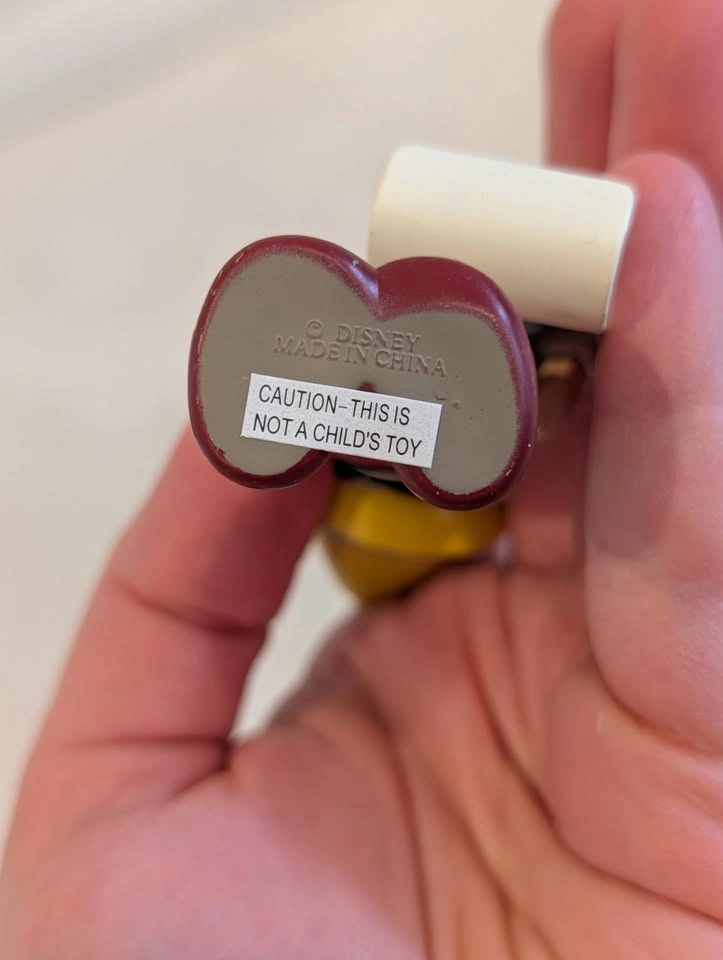 © DISNEY
MADE IN CHINA
CAUTION–THIS IS
NOT A CHILD'S TOY